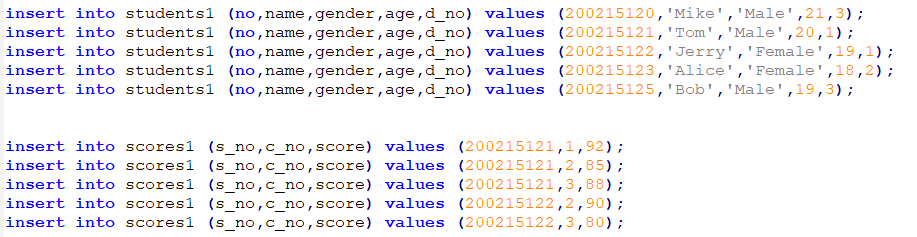 insert into students1 (no,name,gender,age,d_no) values (200215120,'Mike','Male',21,3);
insert into students1 (no,name,gender,age,d_no) values (200215121,'Tom','Male',20,1);
insert into students1 (no,name,gender,age,d_no) values (200215122,'Jerry','Female',19,1);
insert into students1 (no,name,gender,age,d_no) values (200215123,'Alice','Female',18,2);
insert into students1 (no,name,gender,age,d_no) values (200215125,'Bob','Male',19,3);
insert into scores1 (s_no,c_no,score) values (200215121,1,92);
insert into scores1 (s_no,c_no,score) values (200215121,2,85);
insert into scores1 (s_no,c_no,score) values (200215121,3,88);
insert into scores1 (s_no,c_no,score) values (200215122,2,90);
insert into scores1 (s_no,c_no,score) values (200215122,3,80);